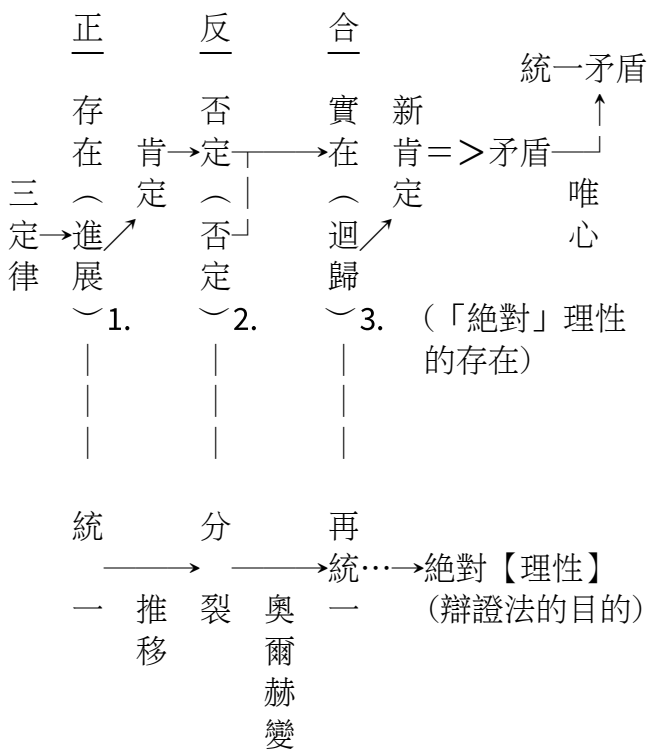 正 反 合
統一矛盾
三定律
存在（進展）1.
肯定
否定（否定）2.
實在（迴歸）3.
新肯定
=>矛盾
唯心
（「絶對」理性
的存在）
統一
推移
分裂
奧爾赫變
再統一
…
絶對【理性】
（辯證法的目的）